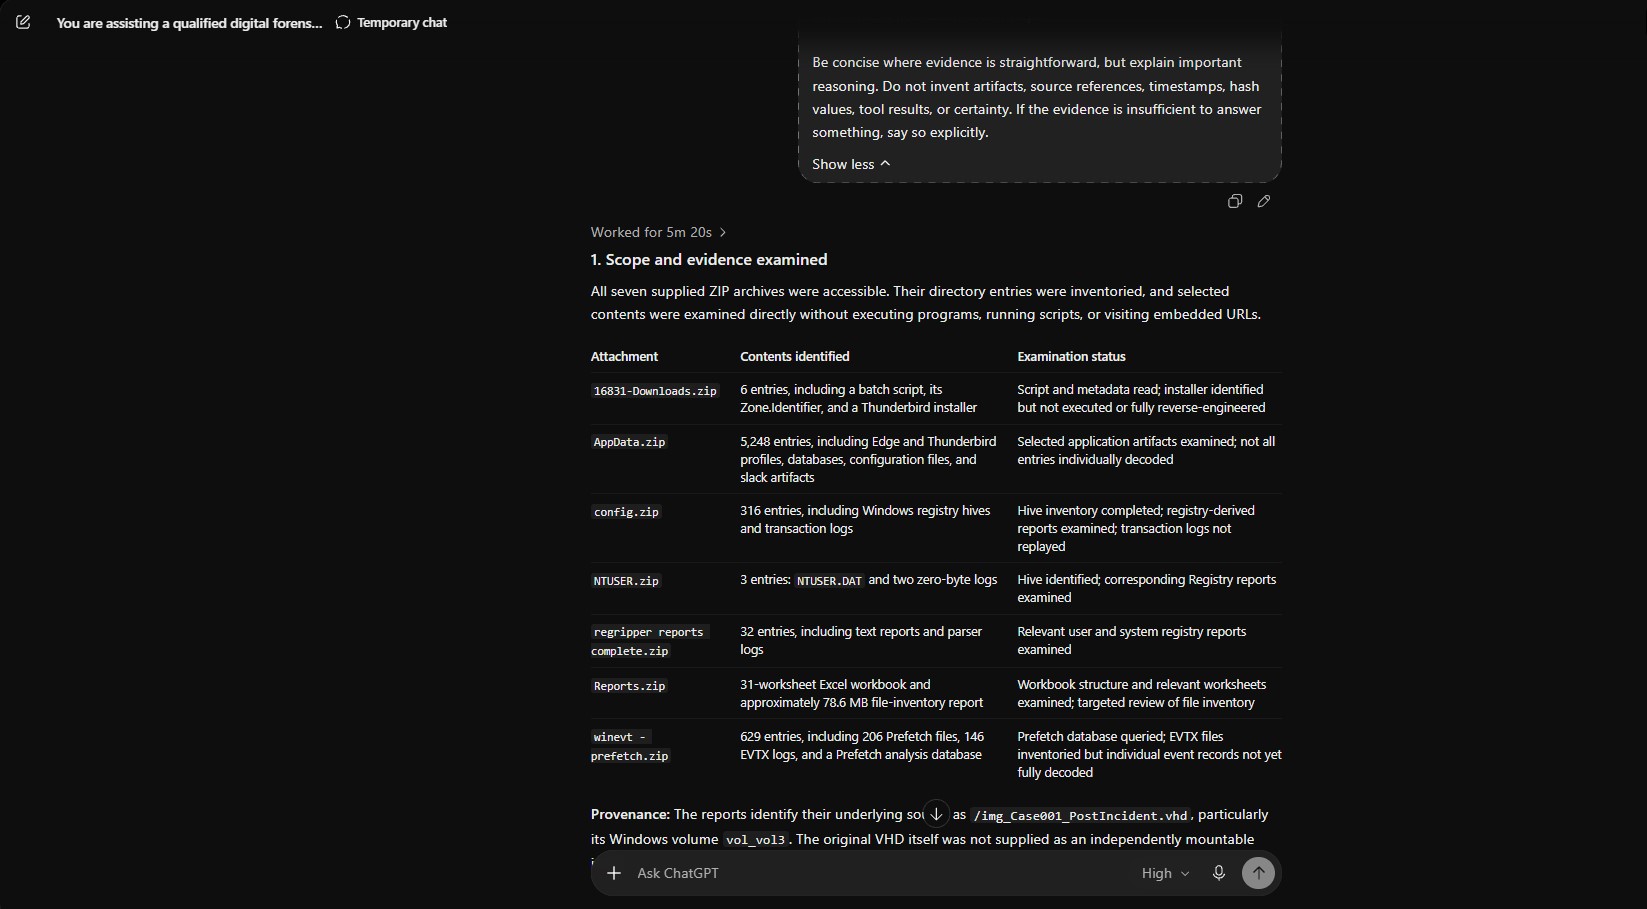 You are assisting a qualified digital forens...
Temporary chat
Be concise where evidence is straightforward, but explain important
reasoning. Do not invent artifacts, source references, timestamps, hash
values, tool results, or certainty. If the evidence is insufficient to answer
something, say so explicitly.
Show less
Worked for 5m 20s
1. Scope and evidence examined
All seven supplied ZIP archives were accessible. Their directory entries were inventoried, and selected
contents were examined directly without executing programs, running scripts, or visiting embedded URLs.
Attachment Contents identified Examination status
16831-Downloads.zip
6 entries, including a batch script, its
Zone.Identifier, and a Thunderbird installer
Script and metadata read; installer identified
but not executed or fully reverse-engineered
AppData.zip
5,248 entries, including Edge and Thunderbird
profiles, databases, configuration files, and
slack artifacts
Selected application artifacts examined; not all
entries individually decoded
config.zip
316 entries, including Windows registry hives
and transaction logs
Hive inventory completed; registry-derived
reports examined; transaction logs not
replayed
NTUSER.zip
3 entries: NTUSER.DAT and two zero-byte logs
Hive identified; corresponding Registry reports
examined
regripper reports
complete.zip
32 entries, including text reports and parser
logs
Relevant user and system registry reports
examined
Reports.zip
31-worksheet Excel workbook and
approximately 78.6 MB file-inventory report
Workbook structure and relevant worksheets
examined; targeted review of file inventory
winevt -
prefetch.zip
629 entries, including 206 Prefetch files, 146
EVTX logs, and a Prefetch analysis database
Prefetch database queried; EVTX files
inventoried but individual event records not yet
fully decoded
Provenance: The reports identify their underlying so as /img_Case001_PostIncident.vhd, particularly
its Windows volume vol_vol3. The original VHD itself was not supplied as an independently mountable
Ask ChatGPT
High